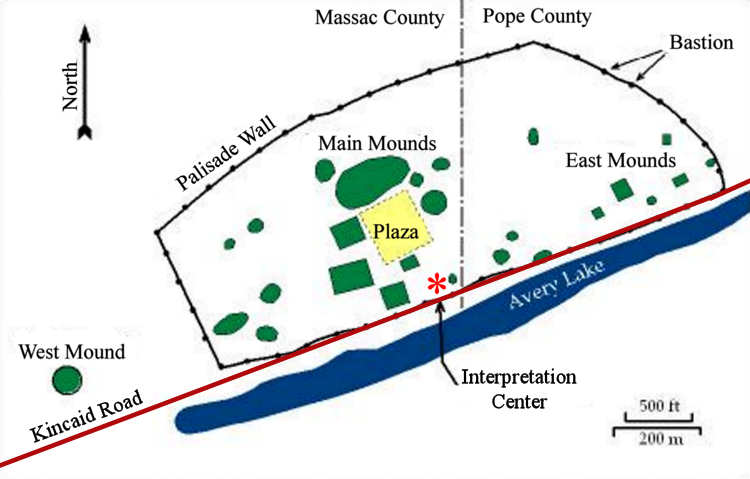 Massac County
Pope County
Bastion
North
Palisade Wall
Main Mounds
East Mounds
Plaza
*
Avery Lake
West Mound
Kincaid Road
Interpretation
Center
500 ft
200 m